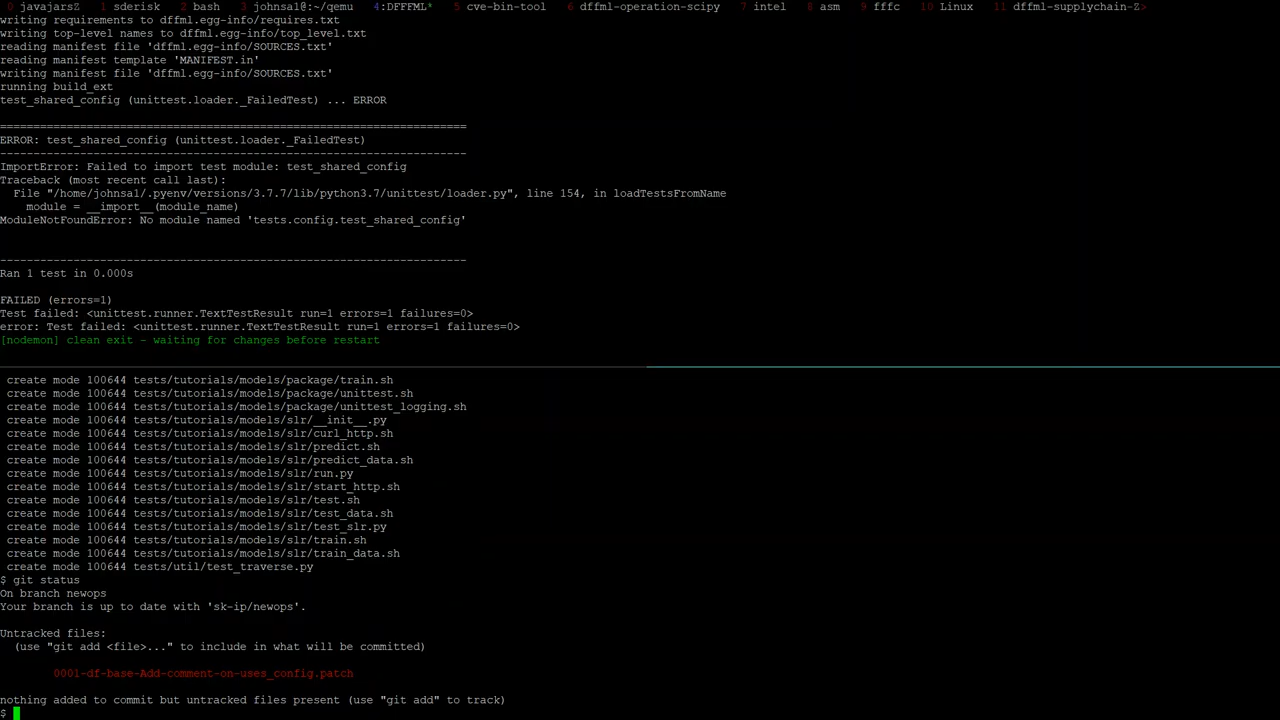 0 javajarsZ  1 sderisk  2 bash  3 johnsa1@:~/qemu  4:DFFFML*  5 cve-bin-tool  6 dffml-operation-scipy  7 intel  8 asm  9 fffc  10 Linux  11 dffml-supplychain-Z>
writing requirements to dffml.egg-info/requires.txt
writing top-level names to dffml.egg-info/top_level.txt
reading manifest file 'dffml.egg-info/SOURCES.txt'
reading manifest template 'MANIFEST.in'
writing manifest file 'dffml.egg-info/SOURCES.txt'
running build_ext
test_shared_config (unittest.loader._FailedTest) ... ERROR
======================================================================
ERROR: test_shared_config (unittest.loader._FailedTest)
----------------------------------------------------------------------
ImportError: Failed to import test module: test_shared_config
Traceback (most recent call last):
  File "/home/johnsa1/.pyenv/versions/3.7.7/lib/python3.7/unittest/loader.py", line 154, in loadTestsFromName
    module = __import__(module_name)
ModuleNotFoundError: No module named 'tests.config.test_shared_config'
----------------------------------------------------------------------
Ran 1 test in 0.000s
FAILED (errors=1)
Test failed: <unittest.runner.TextTestResult run=1 errors=1 failures=0>
error: Test failed: <unittest.runner.TextTestResult run=1 errors=1 failures=0>
[nodemon] clean exit - waiting for changes before restart
 create mode 100644 tests/tutorials/models/package/train.sh
 create mode 100644 tests/tutorials/models/package/unittest.sh
 create mode 100644 tests/tutorials/models/package/unittest_logging.sh
 create mode 100644 tests/tutorials/models/slr/__init__.py
 create mode 100644 tests/tutorials/models/slr/curl_http.sh
 create mode 100644 tests/tutorials/models/slr/predict.sh
 create mode 100644 tests/tutorials/models/slr/predict_data.sh
 create mode 100644 tests/tutorials/models/slr/run.py
 create mode 100644 tests/tutorials/models/slr/start_http.sh
 create mode 100644 tests/tutorials/models/slr/test.sh
 create mode 100644 tests/tutorials/models/slr/test_data.sh
 create mode 100644 tests/tutorials/models/slr/test_slr.py
 create mode 100644 tests/tutorials/models/slr/train.sh
 create mode 100644 tests/tutorials/models/slr/train_data.sh
 create mode 100644 tests/util/test_traverse.py
$ git status
On branch newops
Your branch is up to date with 'sk-ip/newops'.
Untracked files:
  (use "git add <file>..." to include in what will be committed)
        0001-df-base-Add-comment-on-uses_config.patch
nothing added to commit but untracked files present (use "git add" to track)
$